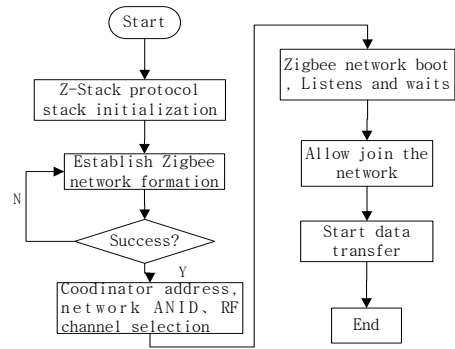 Start
Z-Stack protocol
stack initialization
Establish Zigbee
network formation
N
Success?
Y
Coodinator address,
network ANID、RF
channel selection
Zigbee network boot
, Listens and waits
Allow join the
network
Start data
transfer
End